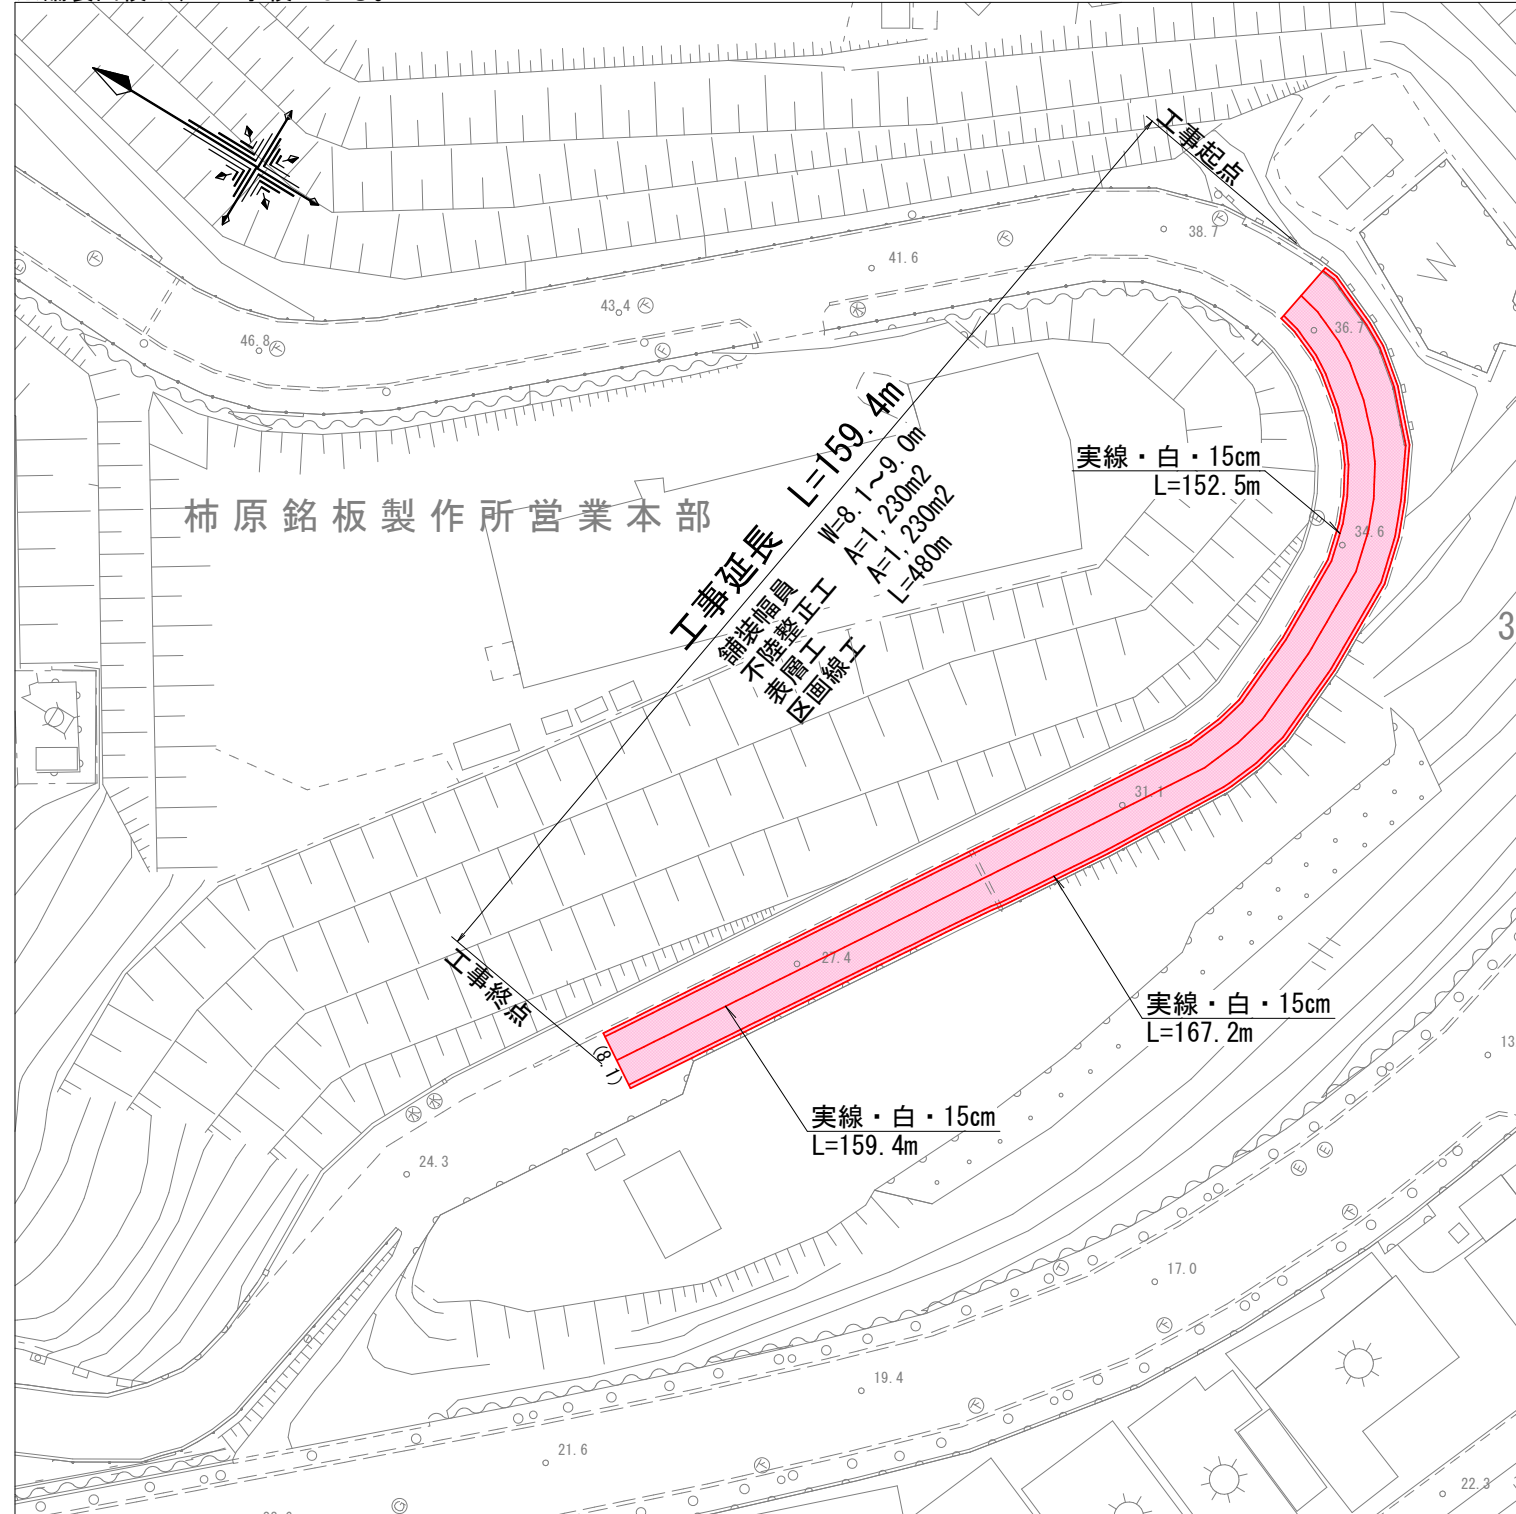 工事起点
38.7
41.6
43.4
46.8
36.7
W
工事延長 L=159.4m
舗装幅員 W=8.1～9.0m
不陸整正工 A=1,230m2
表層工 A=1,230m2
区画線工 L=480m
実線・白・15cm
L=152.5m
34.6
柿原銘板製作所営業本部
3
31.1
27.4
工事終点
(8.1)
実線・白・15cm
L=167.2m
実線・白・15cm
L=159.4m
13
24.3
17.0
19.4
21.6
22.3